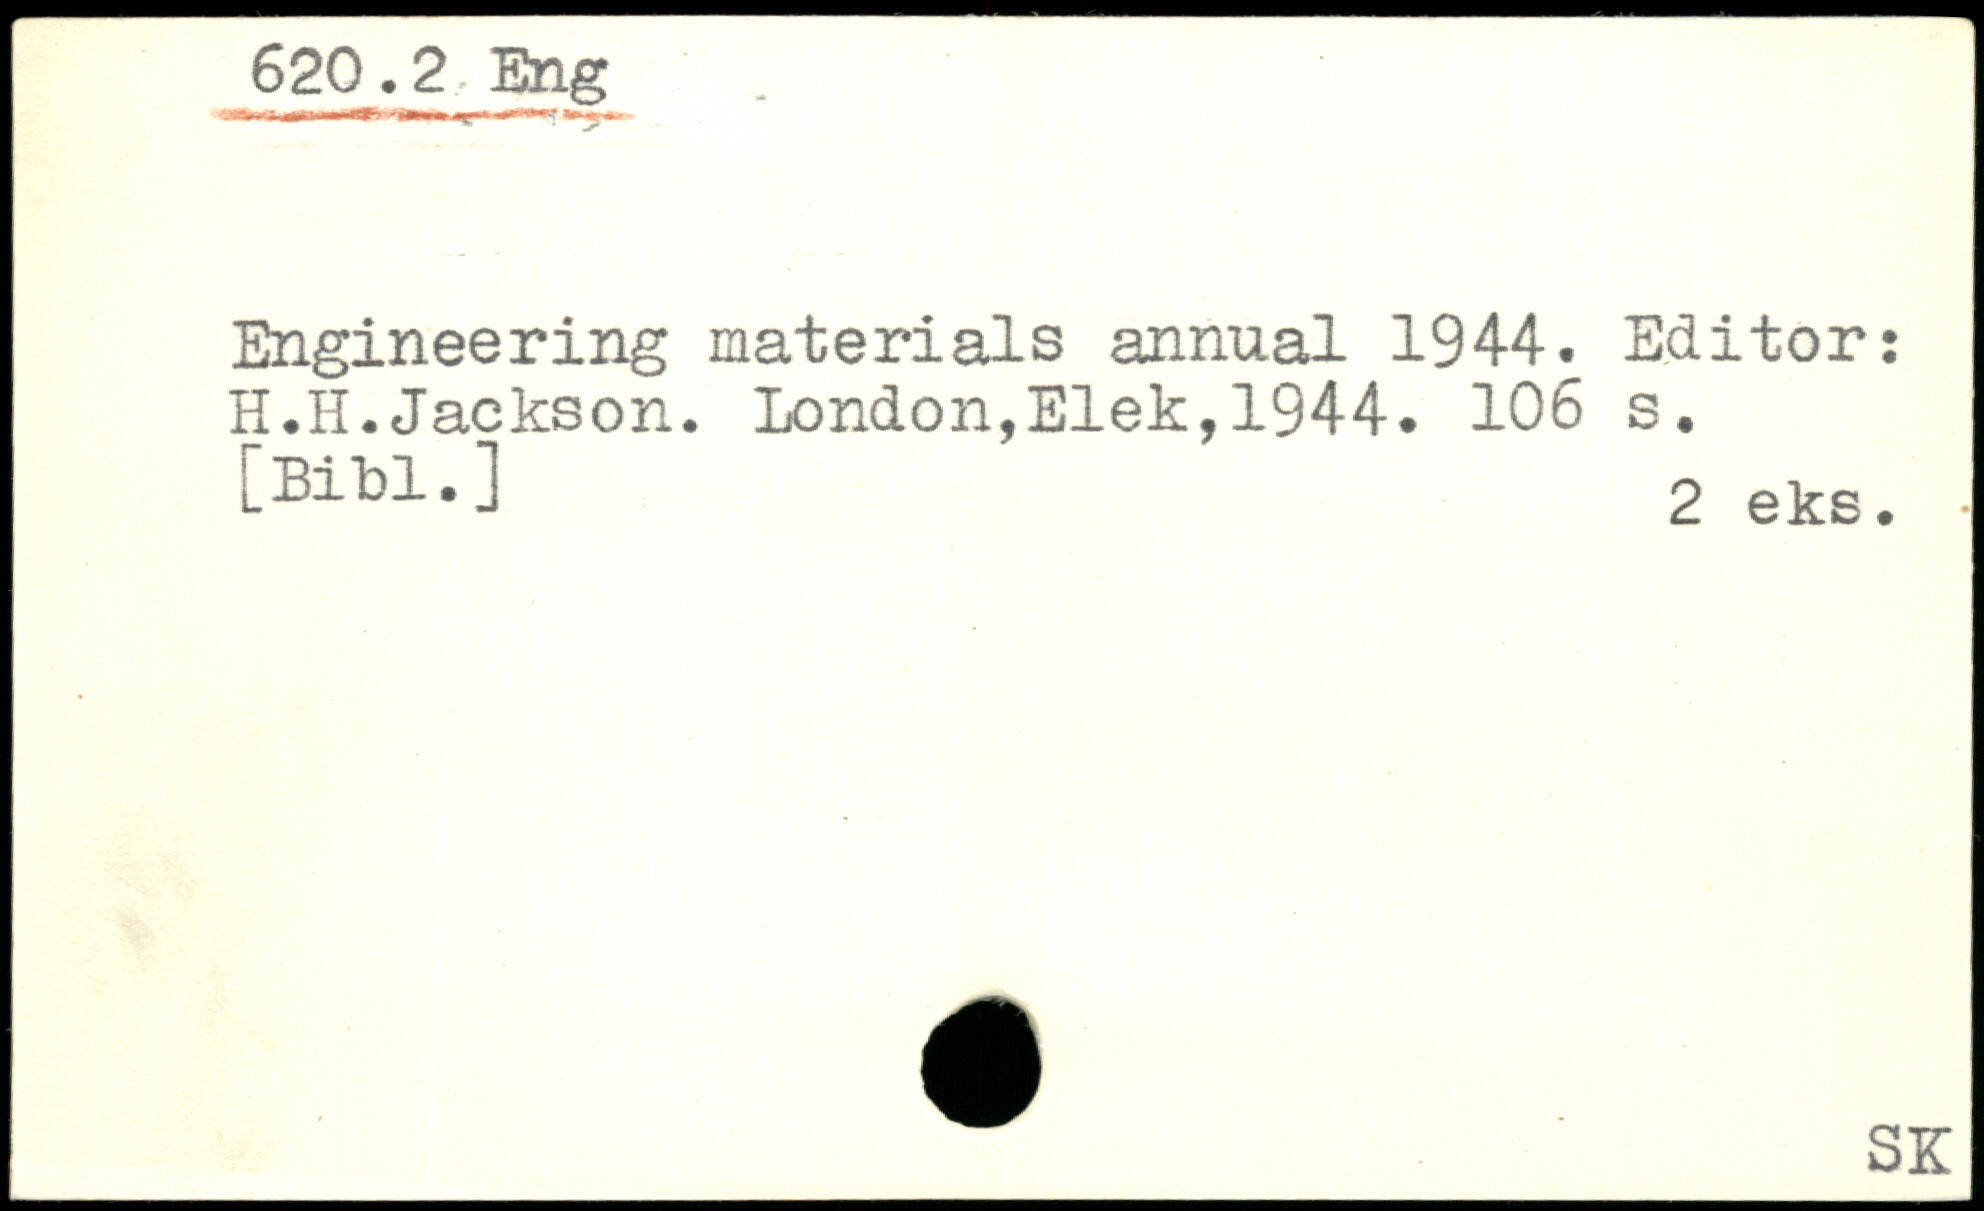 620.2 Eng
Engineering materials annual 1944. Editor:
H.H.Jackson. London,Elek,1944. 106 s.
[Bibl.]
2 eks.
SK